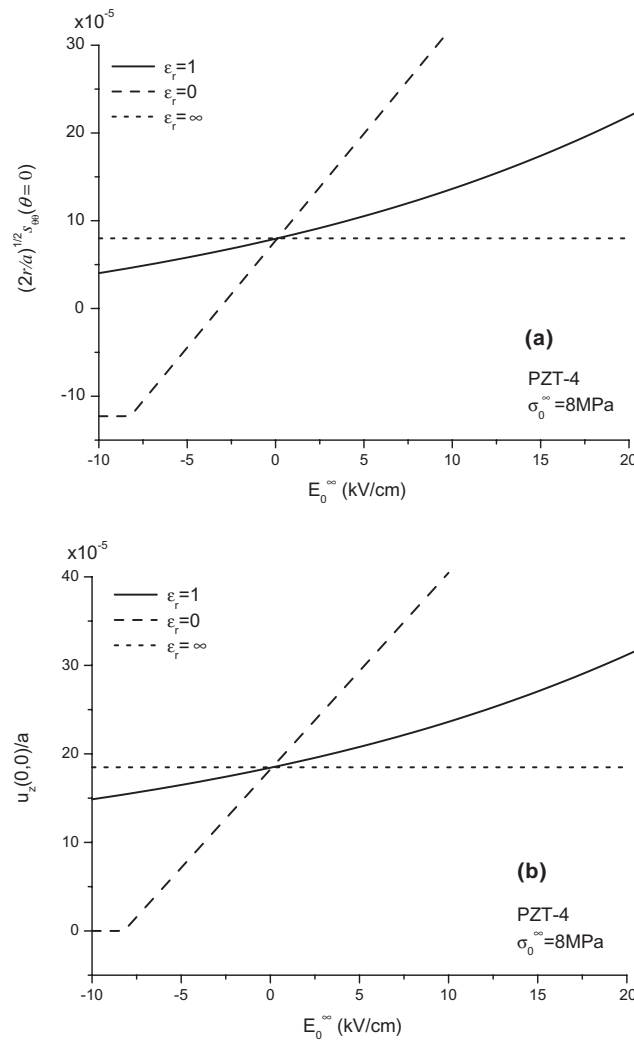 x10⁻⁵
30
20
10
0
-10
(2r/a)^1/2 s_θθ(θ=0)
ε_r=1
ε_r=0
ε_r=∞
(a)
PZT-4
σ₀^∞=8MPa
-10 -5 0 5 10 15 20
E₀^∞ (kV/cm)
x10⁻⁵
40
30
20
10
0
u_z(0,0)/a
ε_r=1
ε_r=0
ε_r=∞
(b)
PZT-4
σ₀^∞=8MPa
-10 -5 0 5 10 15 20
E₀^∞ (kV/cm)